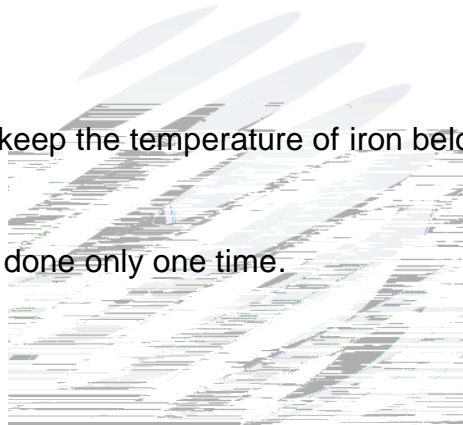 keep the temperature of iron belo
done only one time.